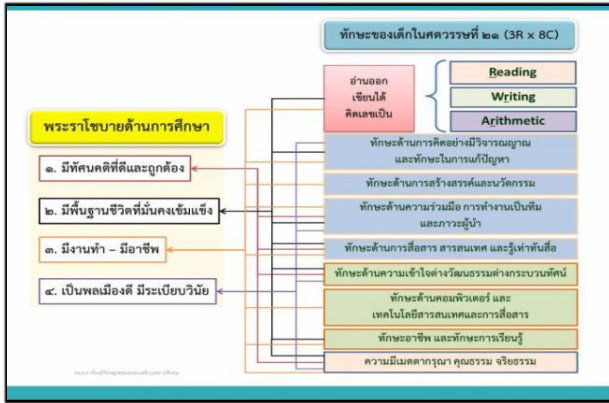 ทักษะของเด็กในศตวรรษที่ ๒๑ (3R x 8C)
อ่านออก
เขียนได้
คิดเลขเป็น
Reading
Writing
Arithmetic
พระราโชบายด้านการศึกษา
๑. มีทัศนคติที่ดีและถูกต้อง
๒. มีพื้นฐานชีวิตที่มั่นคงเข้มแข็ง
๓. มีงานทำ – มีอาชีพ
๔. เป็นพลเมืองดี มีระเบียบวินัย
ทักษะด้านการคิดอย่างมีวิจารณญาณ
และทักษะในการแก้ปัญหา
ทักษะด้านการสร้างสรรค์และนวัตกรรม
ทักษะด้านความร่วมมือ การทำงานเป็นทีม
และภาวะผู้นำ
ทักษะด้านการสื่อสาร สารสนเทศ และรู้เท่าทันสื่อ
ทักษะด้านความเข้าใจต่างวัฒนธรรมต่างกระบวนทัศน์
ทักษะด้านคอมพิวเตอร์ และ
เทคโนโลยีสารสนเทศและการสื่อสาร
ทักษะอาชีพ และทักษะการเรียนรู้
ความมีเมตตากรุณา คุณธรรม จริยธรรม